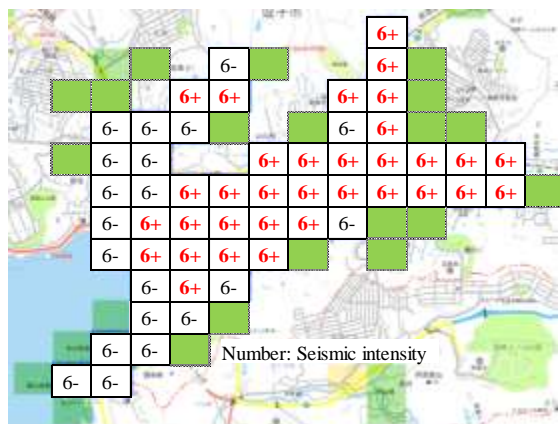 6+
6- 6+
6+ 6+ 6+ 6+
6- 6- 6- 6- 6+
6- 6- 6+ 6+ 6+ 6+ 6+ 6+ 6+
6- 6- 6+ 6+ 6+ 6+ 6+ 6+ 6+ 6+ 6+
6- 6+ 6+ 6+ 6+ 6+ 6-
6- 6+ 6+ 6+ 6+
6- 6+ 6-
6- 6-
6- 6-
6- 6-
Number: Seismic intensity